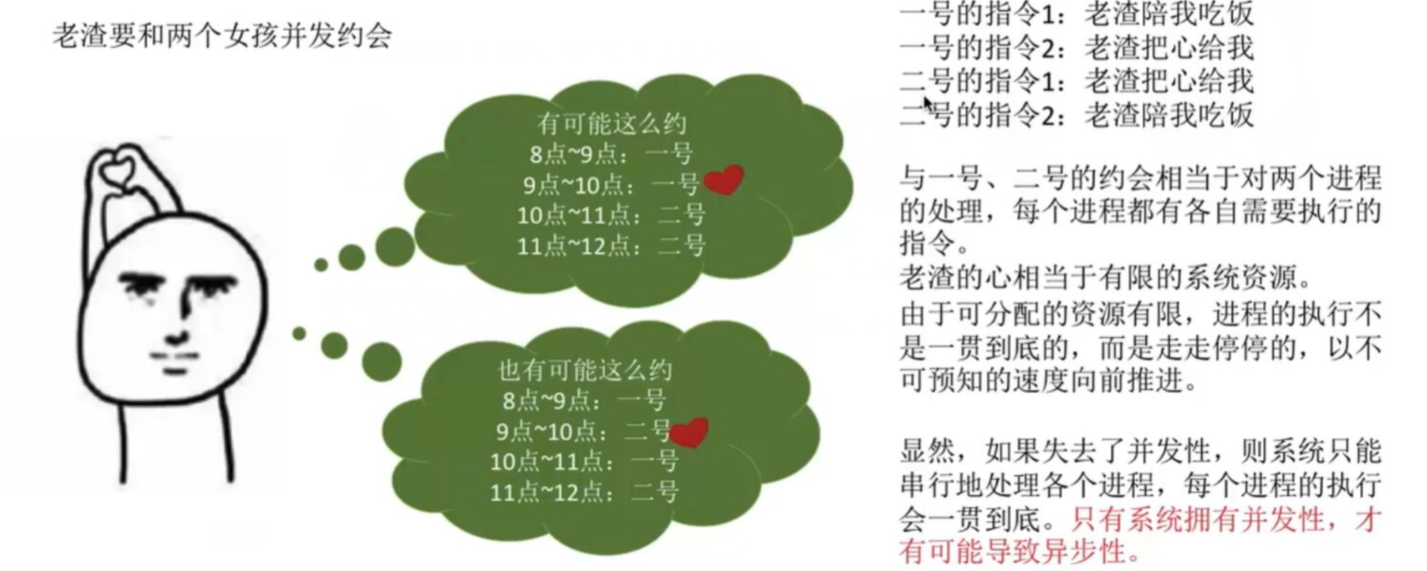 老渣要和两个女孩并发约会
有可能这么约
8点~9点：一号
9点~10点：一号
10点~11点：二号
11点~12点：二号
也有可能这么约
8点~9点：一号
9点~10点：二号
10点~11点：一号
11点~12点：二号
一号的指令1：老渣陪我吃饭
一号的指令2：老渣把心给我
二号的指令1：老渣把心给我
二号的指令2：老渣陪我吃饭
与一号、二号的约会相当于对两个进程
的处理，每个进程都有各自需要执行的
指令。
老渣的心相当于有限的系统资源。
由于可分配的资源有限，进程的执行不
是一贯到底的，而是走走停停的，以不
可预知的速度向前推进。
显然，如果失去了并发性，则系统只能
串行地处理各个进程，每个进程的执行
会一贯到底。只有系统拥有并发性，才
有可能导致异步性。